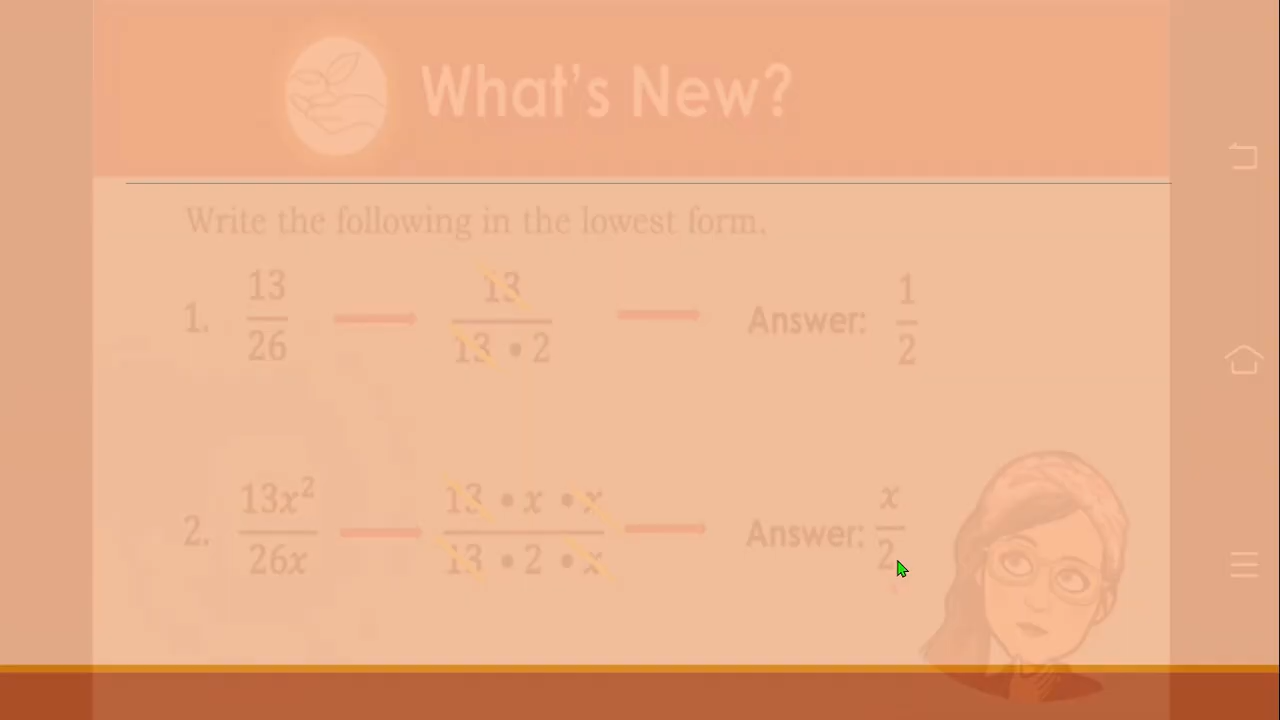 What's New?
Write the following in the lowest form.
1. 13/26 — 13/(13 • 2) — Answer: 1/2
2. 13x²/26x — (13 • x • x)/(13 • 2 • x) — Answer: x/2